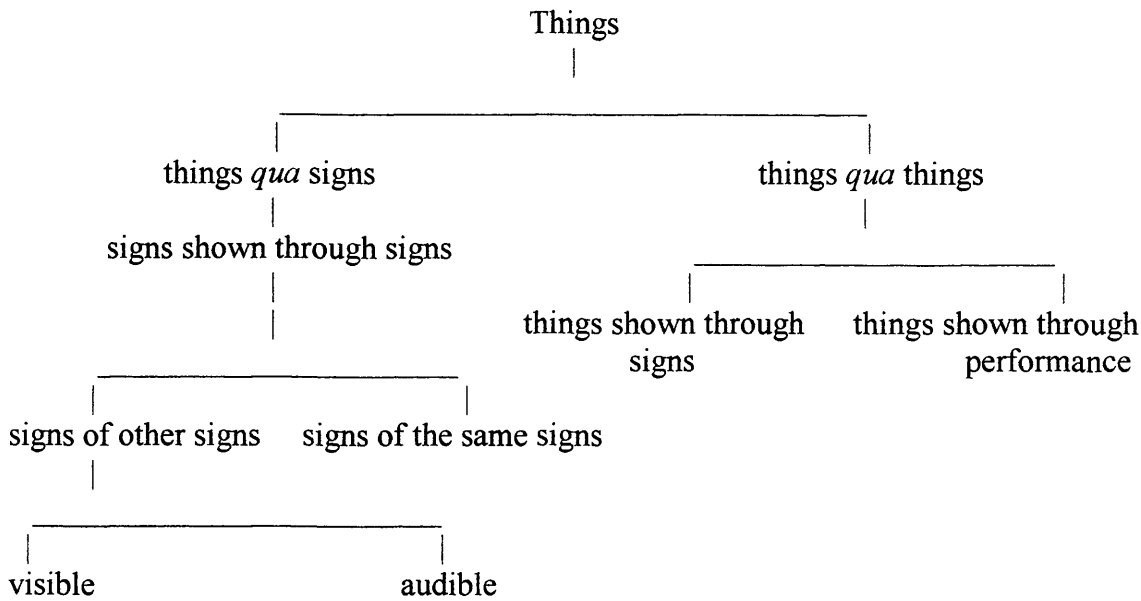 Things
things qua signs
things qua things
signs shown through signs
things shown through
signs
things shown through
performance
signs of other signs
signs of the same signs
visible
audible